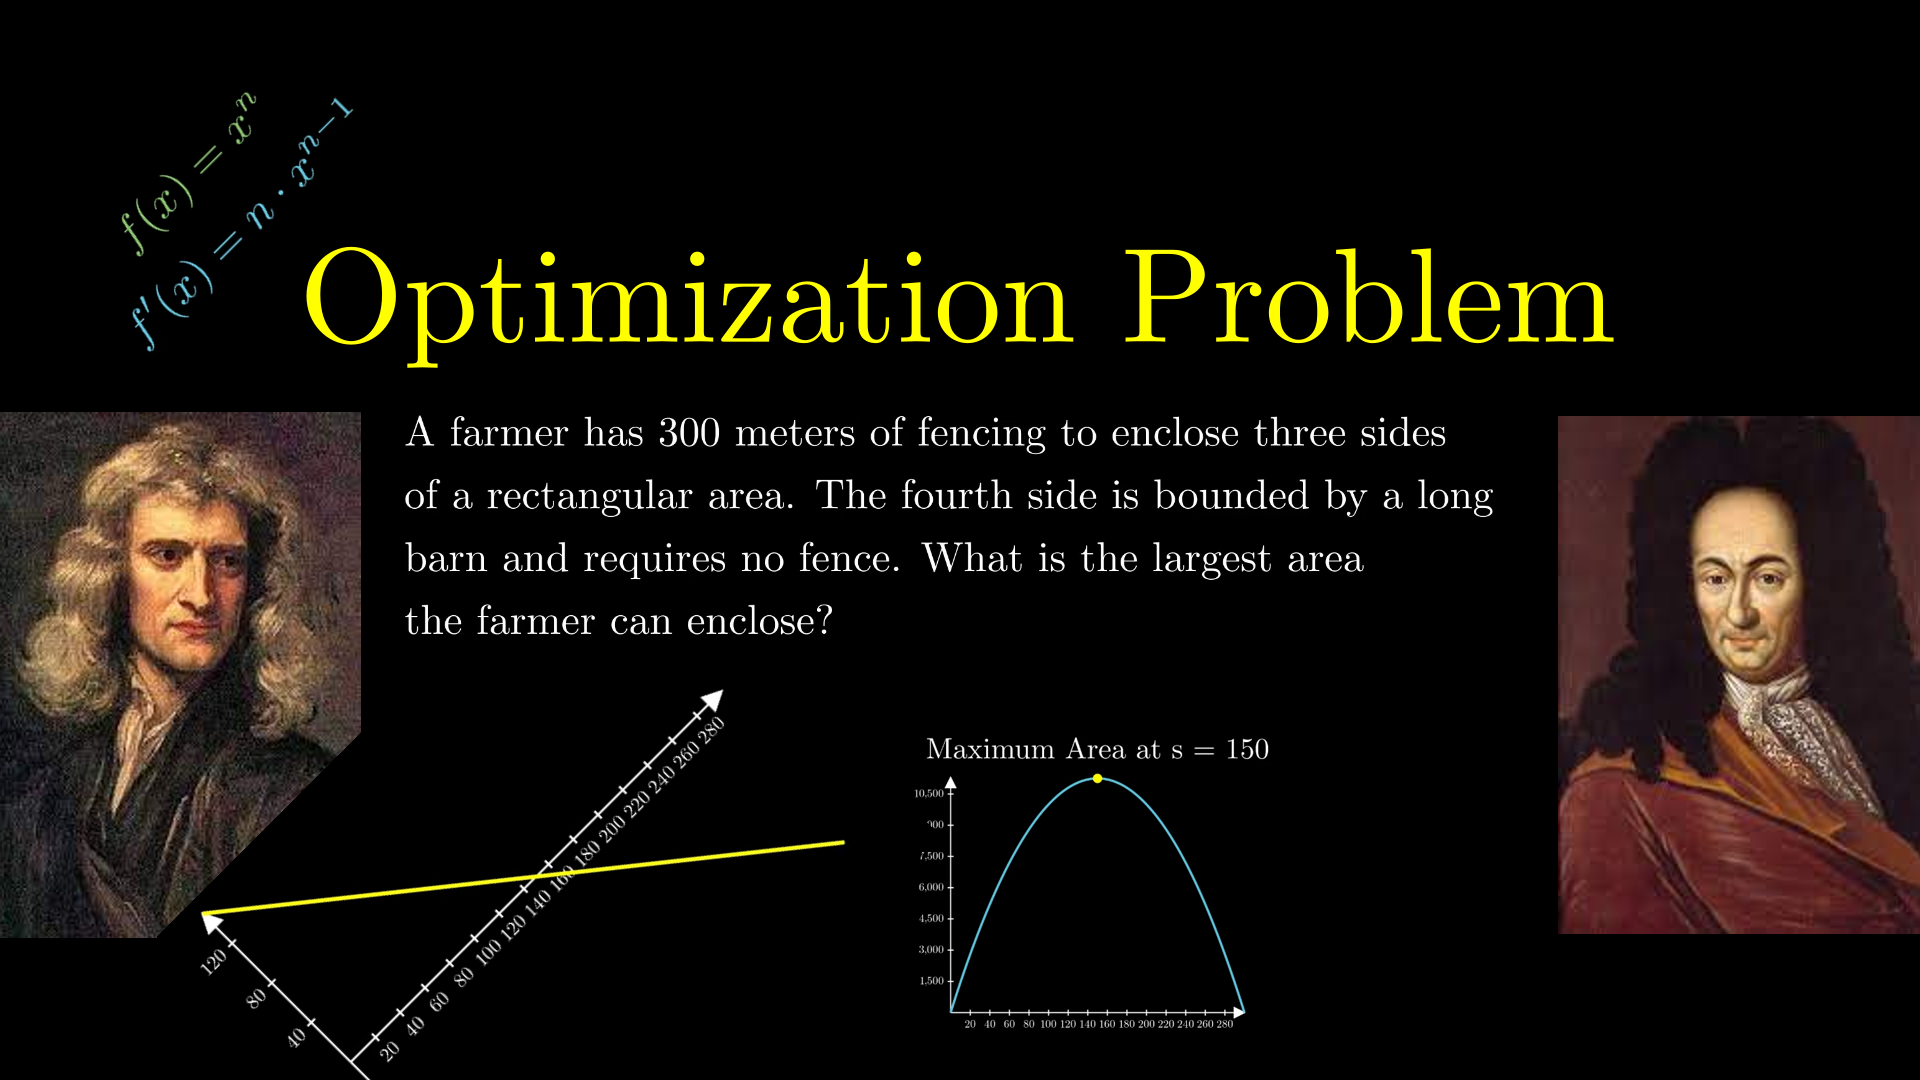 f(x) = xⁿ
f′(x) = n · xⁿ⁻¹
Optimization Problem
A farmer has 300 meters of fencing to enclose three sides
of a rectangular area. The fourth side is bounded by a long
barn and requires no fence. What is the largest area
the farmer can enclose?
120
80
40
20 40 60 80 100 120 140 160 180 200 220 240 260 280
Maximum Area at s = 150
10,500
7,500
6,000
4,500
3,000
1,500
20 40 60 80 100 120 140 160 180 200 220 240 260 280